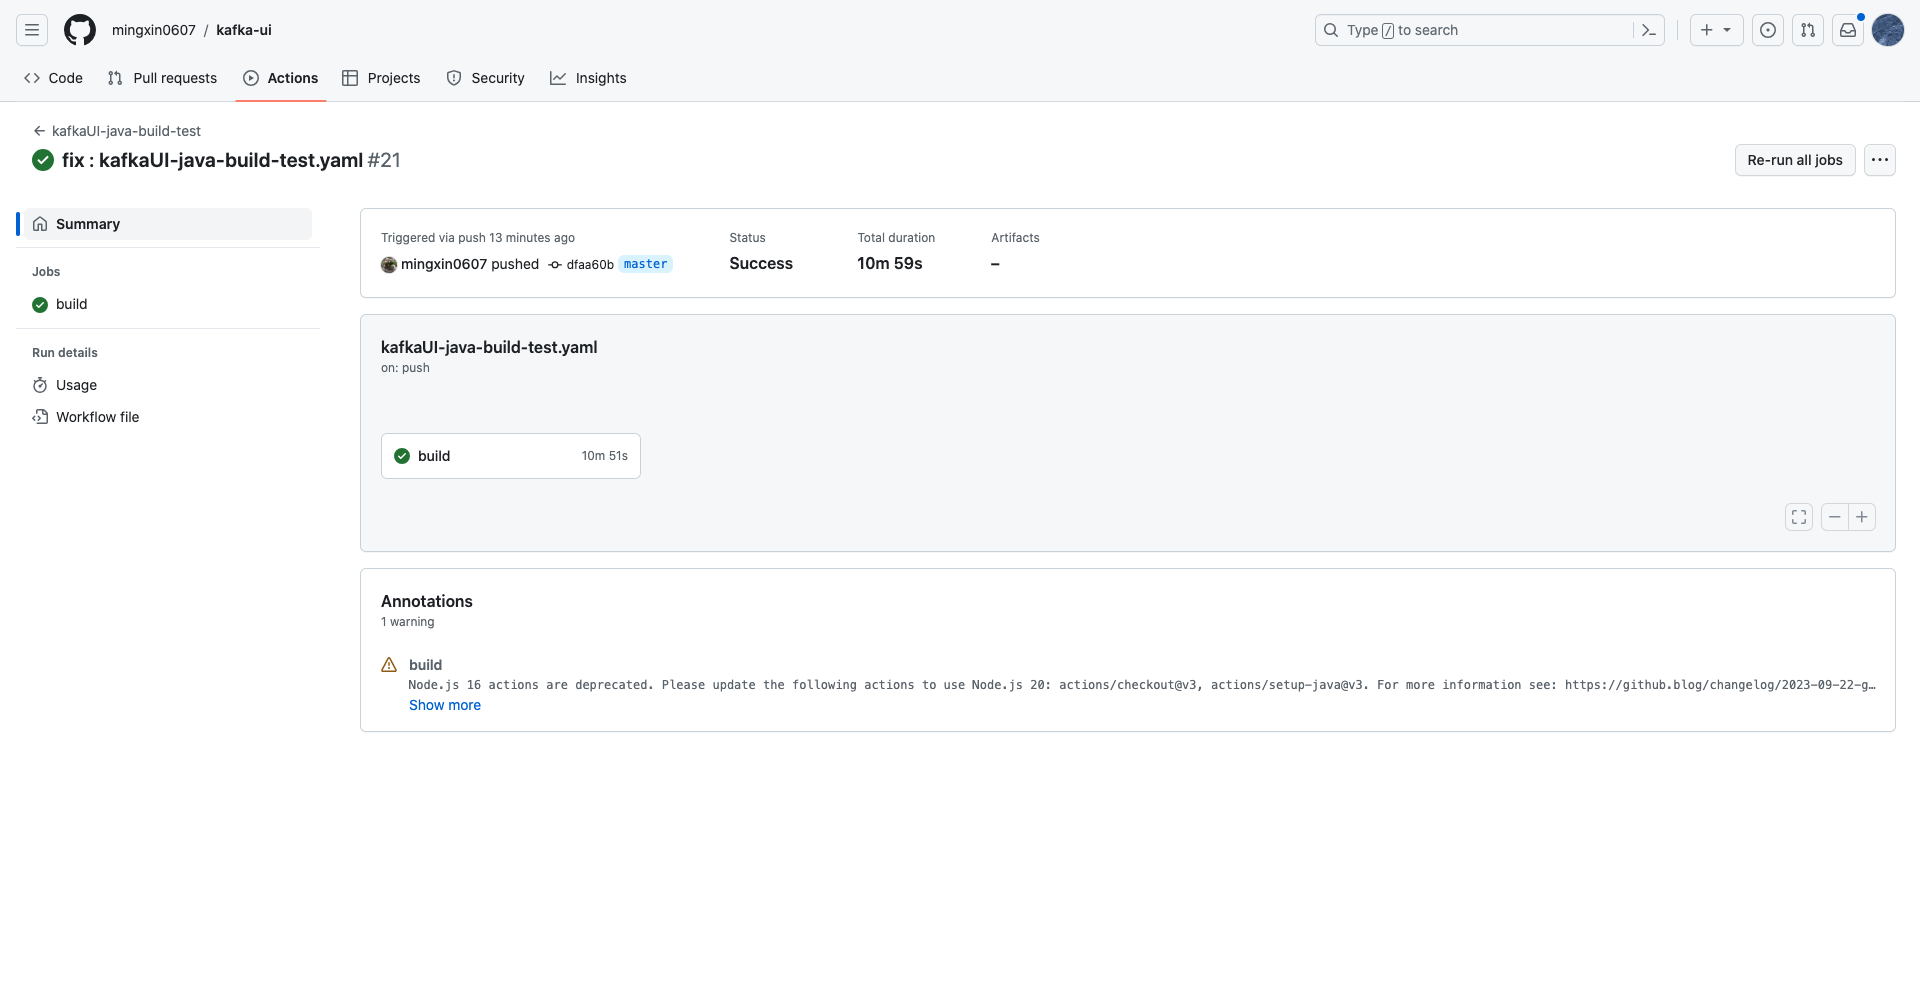 mingxin0607 / kafka-ui
Type / to search
Code Pull requests Actions Projects Security Insights
kafkaUI-java-build-test
fix : kafkaUI-java-build-test.yaml #21
Re-run all jobs
Summary
Jobs
build
Run details
Usage
Workflow file
Triggered via push 13 minutes ago
mingxin0607 pushed dfaa60b master
Status
Success
Total duration
10m 59s
Artifacts
–
kafkaUI-java-build-test.yaml
on: push
build 10m 51s
Annotations
1 warning
build
Node.js 16 actions are deprecated. Please update the following actions to use Node.js 20: actions/checkout@v3, actions/setup-java@v3. For more information see: https://github.blog/changelog/2023-09-22-g…
Show more